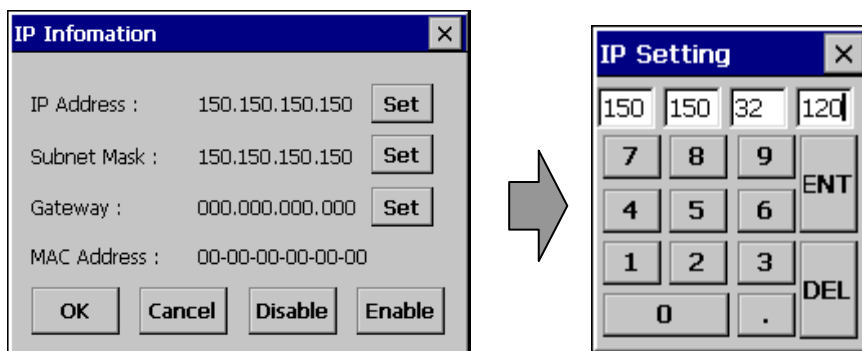 IP Infomation
IP Address : 150.150.150.150 Set
Subnet Mask : 150.150.150.150 Set
Gateway : 000.000.000.000 Set
MAC Address : 00-00-00-00-00-00
OK Cancel Disable Enable
IP Setting
150 150 32 120
7 8 9 ENT
4 5 6
1 2 3 DEL
0 .